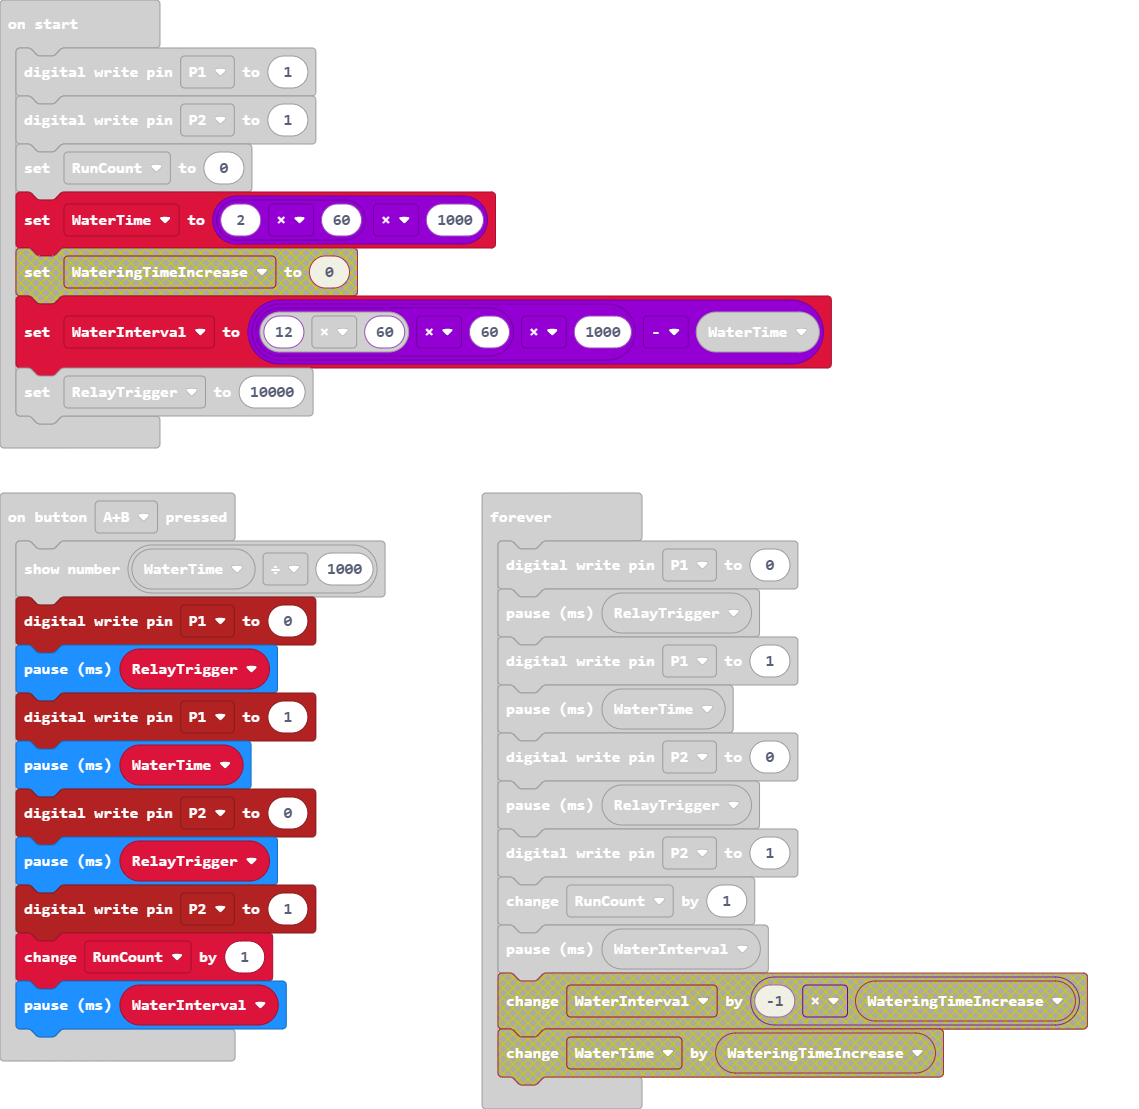 on start
digital write pin P1 to 1
digital write pin P2 to 1
set RunCount to 0
set WaterTime to 2 × 60 × 1000
set WateringTimeIncrease to 0
set WaterInterval to 12 × 60 × 60 × 1000 - WaterTime
set RelayTrigger to 10000
on button A+B pressed
show number WaterTime ÷ 1000
digital write pin P1 to 0
pause (ms) RelayTrigger
digital write pin P1 to 1
pause (ms) WaterTime
digital write pin P2 to 0
pause (ms) RelayTrigger
digital write pin P2 to 1
change RunCount by 1
pause (ms) WaterInterval
forever
digital write pin P1 to 0
pause (ms) RelayTrigger
digital write pin P1 to 1
pause (ms) WaterTime
digital write pin P2 to 0
pause (ms) RelayTrigger
digital write pin P2 to 1
change RunCount by 1
pause (ms) WaterInterval
change WaterInterval by -1 × WateringTimeIncrease
change WaterTime by WateringTimeIncrease